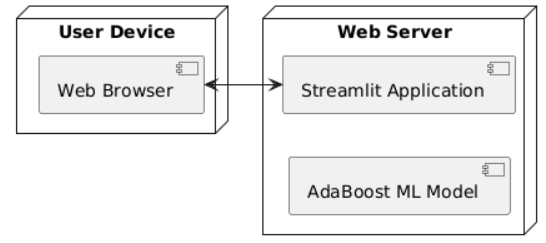 User Device
Web Browser
Web Server
Streamlit Application
AdaBoost ML Model